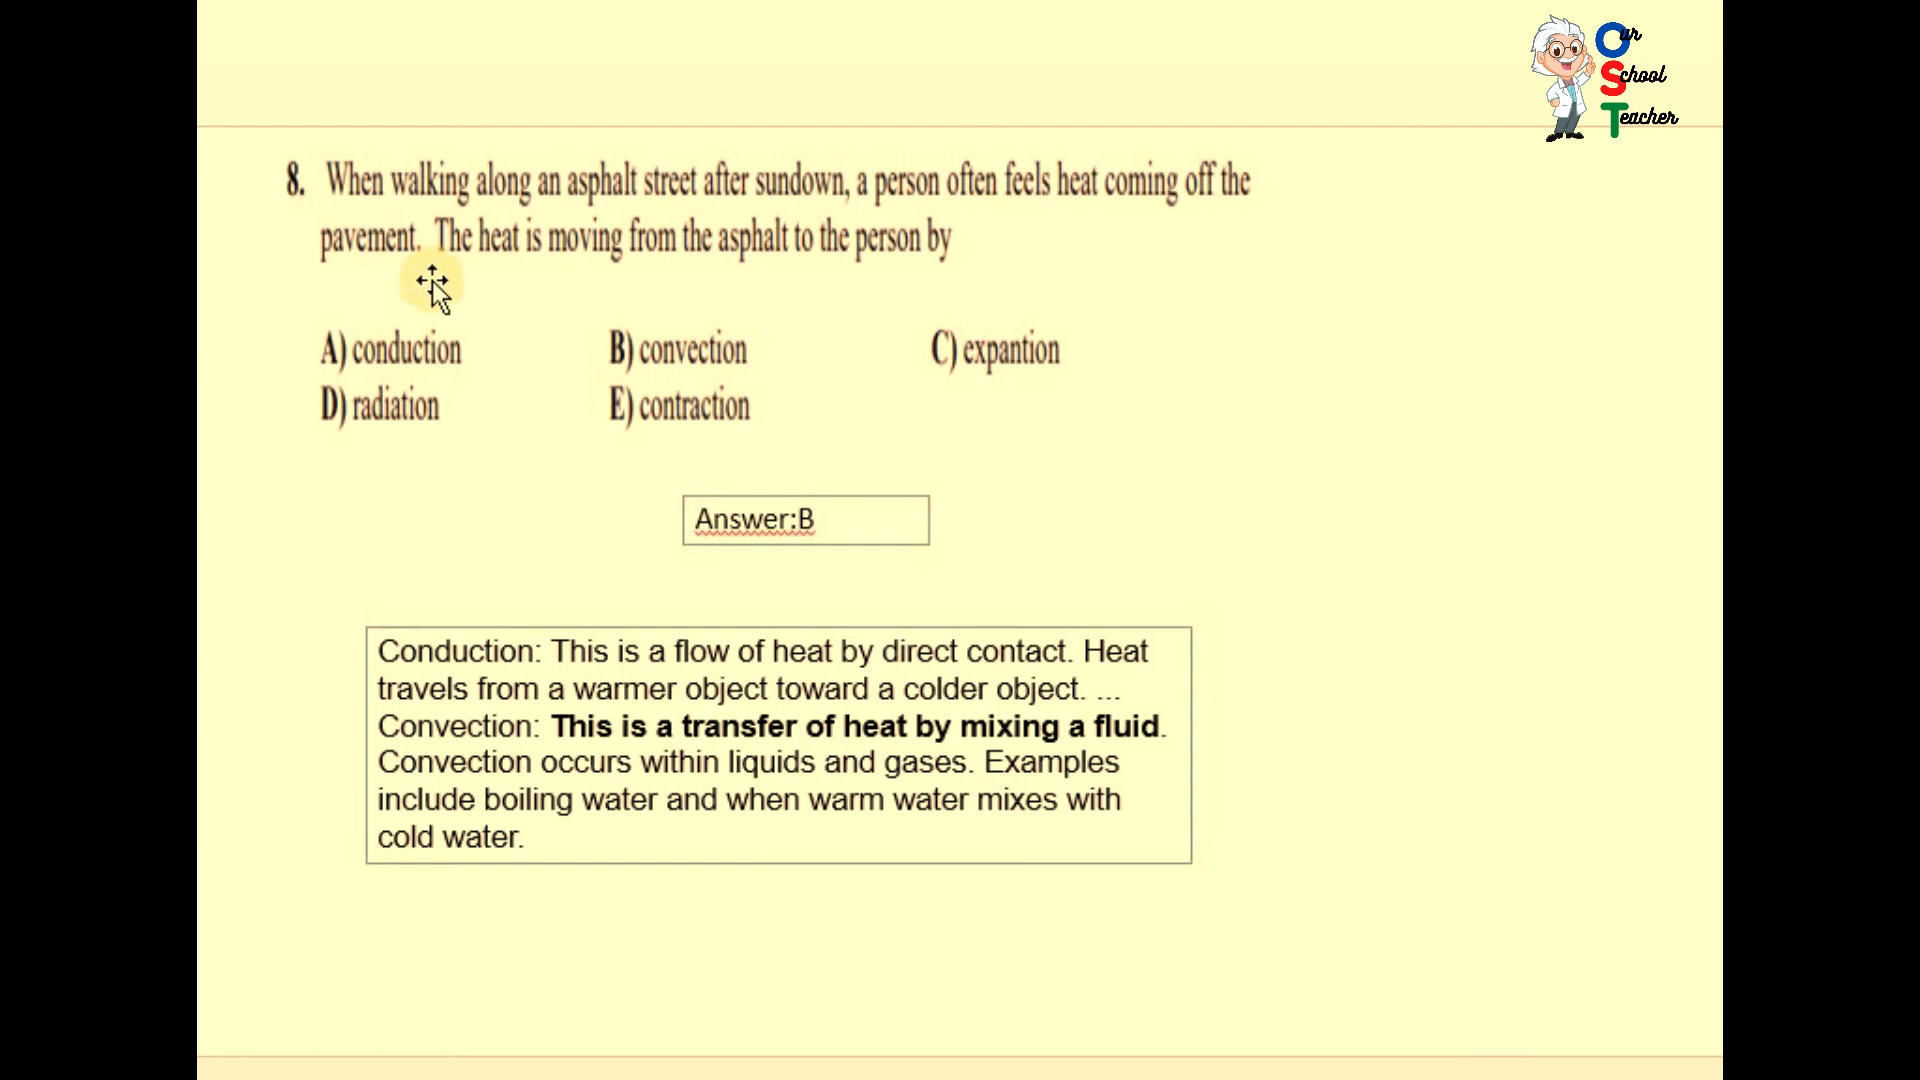 Our
School
Teacher
8. When walking along an asphalt street after sundown, a person often feels heat coming off the
pavement. The heat is moving from the asphalt to the person by
A) conduction B) convection C) expantion
D) radiation E) contraction
Answer:B
Conduction: This is a flow of heat by direct contact. Heat
travels from a warmer object toward a colder object. ...
Convection: This is a transfer of heat by mixing a fluid.
Convection occurs within liquids and gases. Examples
include boiling water and when warm water mixes with
cold water.